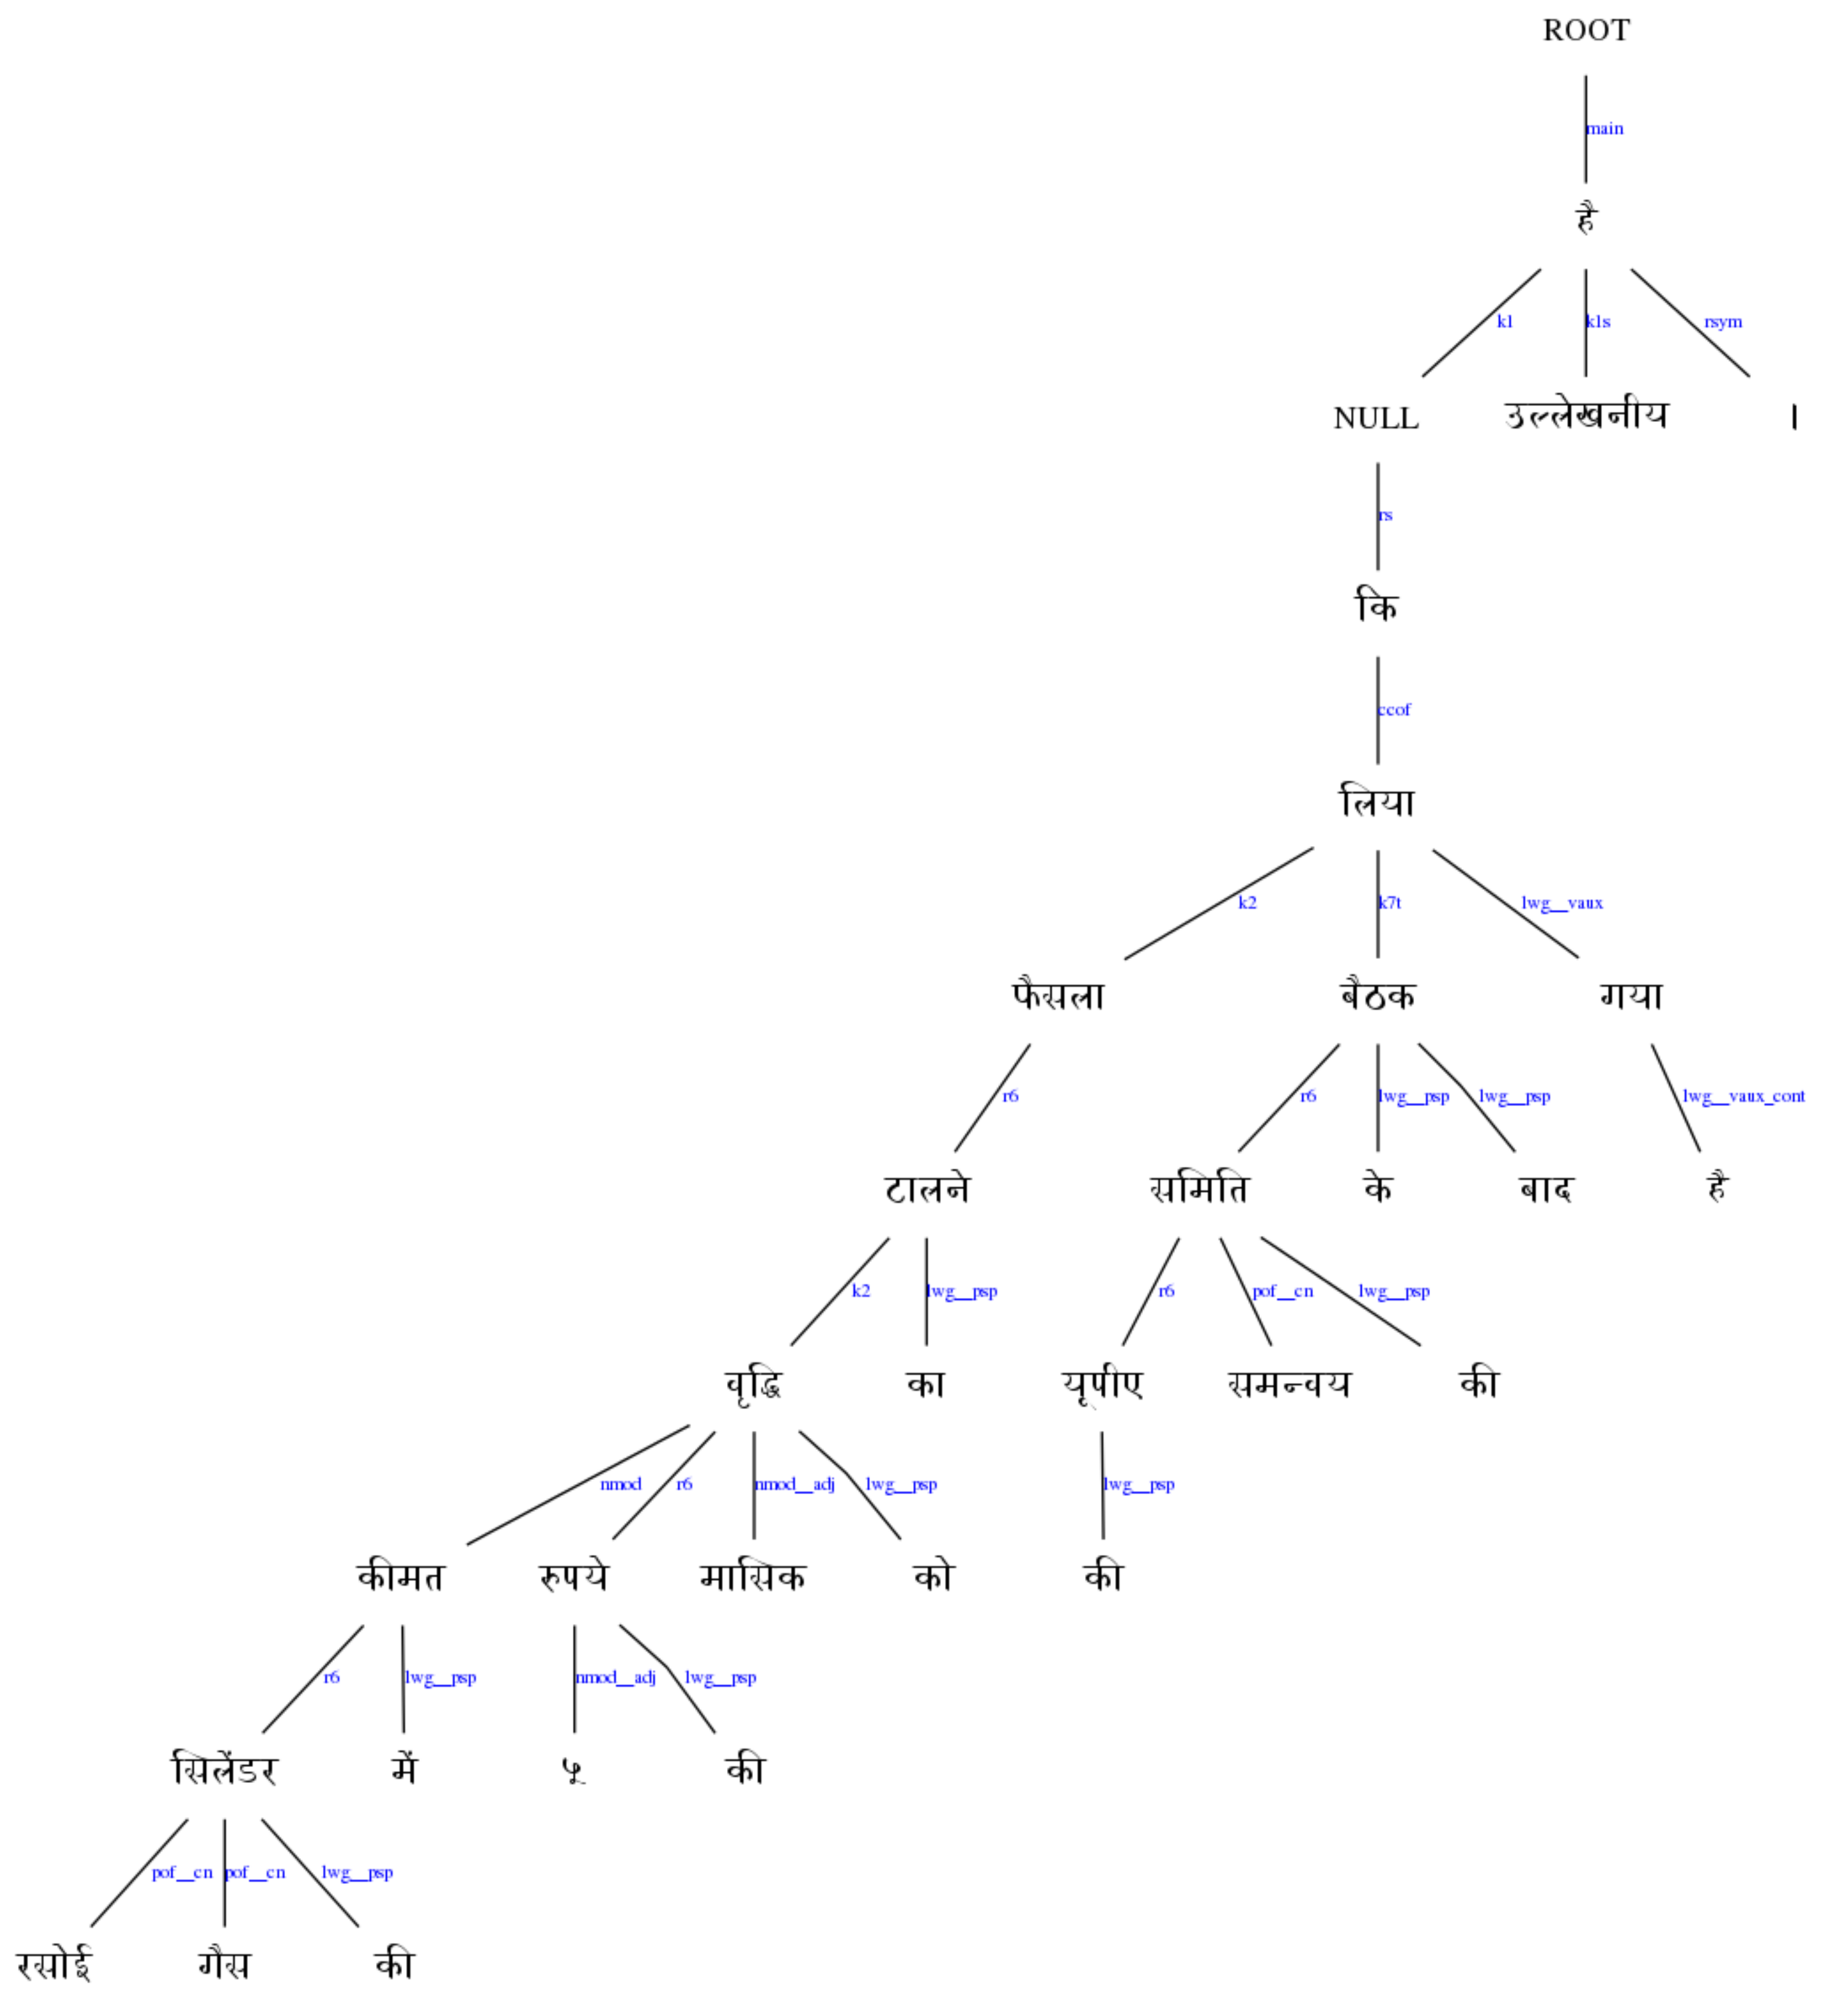 ROOT
main
है
k1 k1s rsym
NULL उल्लेखनीय ।
rs
कि
ccof
लिया
k2 k7t lwg__vaux
फैसला बैठक गया
r6 r6 lwg__psp lwg__psp lwg__vaux_cont
टालने समिति के बाद है
k2 lwg__psp r6 pof__cn lwg__psp
वृद्धि का यूपीए समन्वय की
nmod r6 nmod__adj lwg__psp lwg__psp
कीमत रुपये मासिक को की
r6 lwg__psp nmod__adj lwg__psp
सिलेंडर में ५ की
pof__cn pof__cn lwg__psp
रसोई गैस की